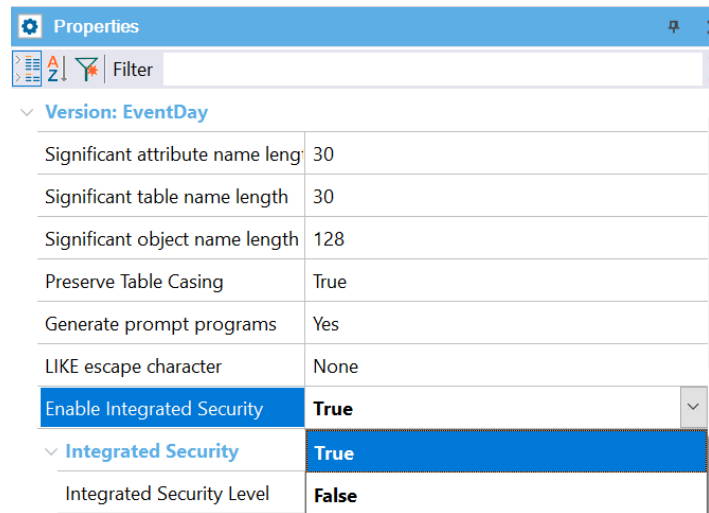 Properties
Filter
Version: EventDay
Significant attribute name leng 30
Significant table name length 30
Significant object name length 128
Preserve Table Casing True
Generate prompt programs Yes
LIKE escape character None
Enable Integrated Security True
Integrated Security True
Integrated Security Level False